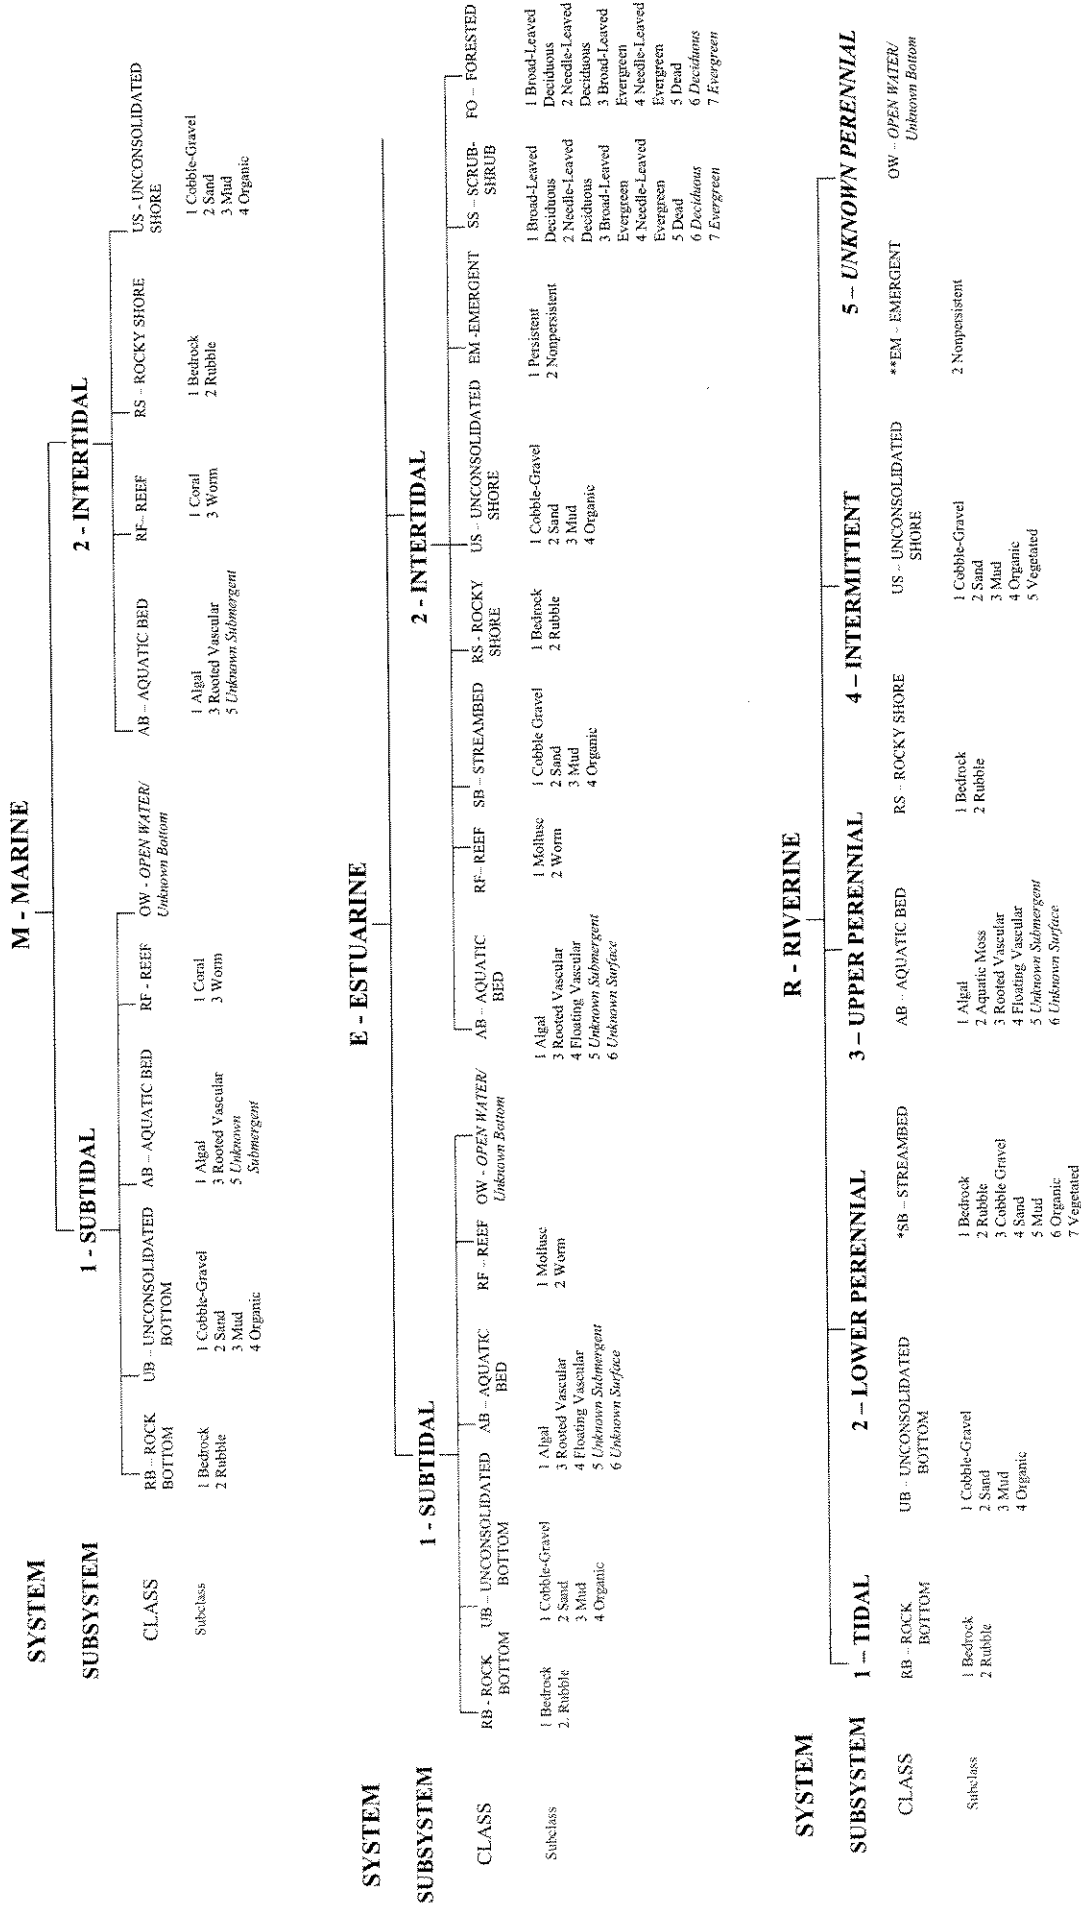 M - MARINE
SYSTEM
SUBSYSTEM
1 - SUBTIDAL
2 - INTERTIDAL
CLASS
RB – ROCK
BOTTOM
UB – UNCONSOLIDATED
BOTTOM
AB – AQUATIC BED
RF - REEF
OW - OPEN WATER/
Unknown Bottom
AB – AQUATIC BED
RF– REEF
RS – ROCKY SHORE
US - UNCONSOLIDATED
SHORE
Subclass
1 Bedrock
2 Rubble
1 Cobble-Gravel
2 Sand
3 Mud
4 Organic
1 Algal
3 Rooted Vascular
5 Unknown
Submergent
1 Coral
3 Worm
1 Algal
3 Rooted Vascular
5 Unknown Submergent
1 Coral
3 Worm
1 Bedrock
2 Rubble
1 Cobble-Gravel
2 Sand
3 Mud
4 Organic
E - ESTUARINE
SYSTEM
SUBSYSTEM
1 - SUBTIDAL
2 - INTERTIDAL
CLASS
RB - ROCK
BOTTOM
UB – UNCONSOLIDATED
BOTTOM
AB – AQUATIC
BED
RF – REEF
OW - OPEN WATER/
Unknown Bottom
AB – AQUATIC
BED
RF– REEF
SB – STREAMBED
RS - ROCKY
SHORE
US – UNCONSOLIDATED
SHORE
EM -EMERGENT
SS – SCRUB-
SHRUB
FO – FORESTED
Subclass
1 Bedrock
2. Rubble
1 Cobble-Gravel
2 Sand
3 Mud
4 Organic
1 Algal
3 Rooted Vascular
4 Floating Vascular
5 Unknown Submergent
6 Unknown Surface
1 Mollusc
2 Worm
1 Algal
3 Rooted Vascular
4 Floating Vascular
5 Unknown Submergent
6 Unknown Surface
1 Mollusc
2 Worm
1 Cobble Gravel
2 Sand
3 Mud
4 Organic
1 Bedrock
2 Rubble
1 Cobble-Gravel
2 Sand
3 Mud
4 Organic
1 Persistent
2 Nonpersistent
1 Broad-Leaved
Deciduous
2 Needle-Leaved
Deciduous
3 Broad-Leaved
Evergreen
4 Needle-Leaved
Evergreen
5 Dead
6 Deciduous
7 Evergreen
1 Broad-Leaved
Deciduous
2 Needle-Leaved
Deciduous
3 Broad-Leaved
Evergreen
4 Needle-Leaved
Evergreen
5 Dead
6 Deciduous
7 Evergreen
R - RIVERINE
SYSTEM
SUBSYSTEM
1 – TIDAL
2 – LOWER PERENNIAL
3 – UPPER PERENNIAL
4 – INTERMITTENT
5 – UNKNOWN PERENNIAL
CLASS
RB – ROCK
BOTTOM
UB – UNCONSOLIDATED
BOTTOM
*SB – STREAMBED
AB – AQUATIC BED
RS – ROCKY SHORE
US – UNCONSOLIDATED
SHORE
**EM – EMERGENT
OW – OPEN WATER/
Unknown Bottom
Subclass
1 Bedrock
2 Rubble
1 Cobble-Gravel
2 Sand
3 Mud
4 Organic
1 Bedrock
2 Rubble
3 Cobble Gravel
4 Sand
5 Mud
6 Organic
7 Vegetated
1 Algal
2 Aquatic Moss
3 Rooted Vascular
4 Floating Vascular
5 Unknown Submergent
6 Unknown Surface
1 Bedrock
2 Rubble
1 Cobble-Gravel
2 Sand
3 Mud
4 Organic
5 Vegetated
2 Nonpersistent